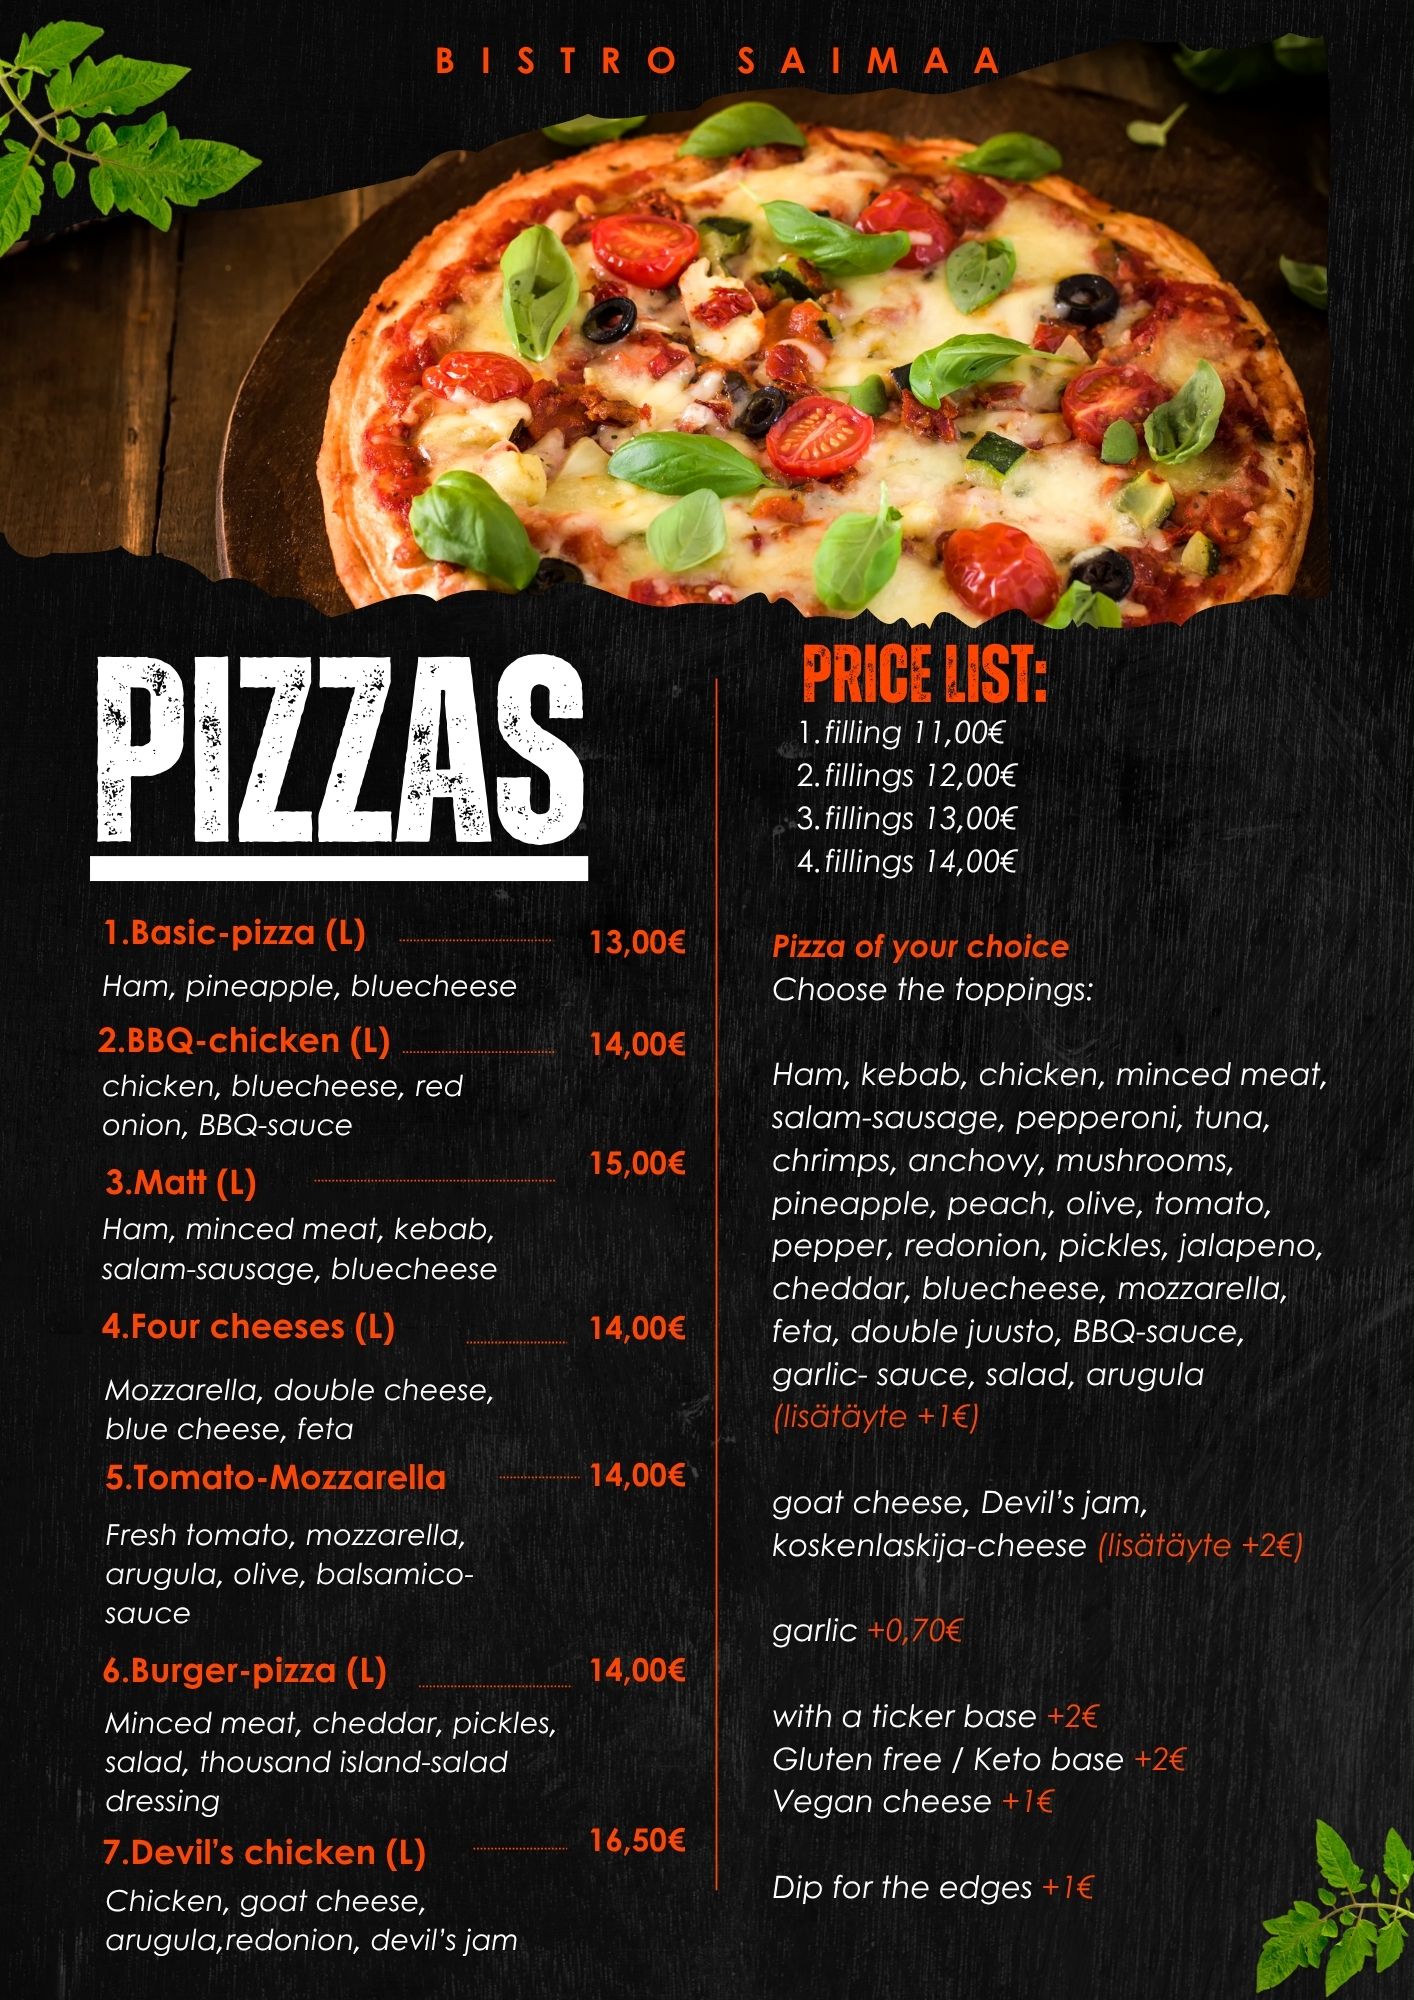 BISTRO SAIMAA
PIZZAS
1.Basic-pizza (L) 13,00€
Ham, pineapple, bluecheese
2.BBQ-chicken (L) 14,00€
chicken, bluecheese, red
onion, BBQ-sauce
3.Matt (L) 15,00€
Ham, minced meat, kebab,
salam-sausage, bluecheese
4.Four cheeses (L) 14,00€
Mozzarella, double cheese,
blue cheese, feta
5.Tomato-Mozzarella 14,00€
Fresh tomato, mozzarella,
arugula, olive, balsamico-
sauce
6.Burger-pizza (L) 14,00€
Minced meat, cheddar, pickles,
salad, thousand island-salad
dressing
7.Devil's chicken (L) 16,50€
Chicken, goat cheese,
arugula,redonion, devil's jam
PRICE LIST:
1. filling 11,00€
2. fillings 12,00€
3. fillings 13,00€
4. fillings 14,00€
Pizza of your choice
Choose the toppings:
Ham, kebab, chicken, minced meat,
salam-sausage, pepperoni, tuna,
chrimps, anchovy, mushrooms,
pineapple, peach, olive, tomato,
pepper, redonion, pickles, jalapeno,
cheddar, bluecheese, mozzarella,
feta, double juusto, BBQ-sauce,
garlic- sauce, salad, arugula
(lisätäyte +1€)
goat cheese, Devil's jam,
koskenlaskija-cheese (lisätäyte +2€)
garlic +0,70€
with a ticker base +2€
Gluten free / Keto base +2€
Vegan cheese +1€
Dip for the edges +1€